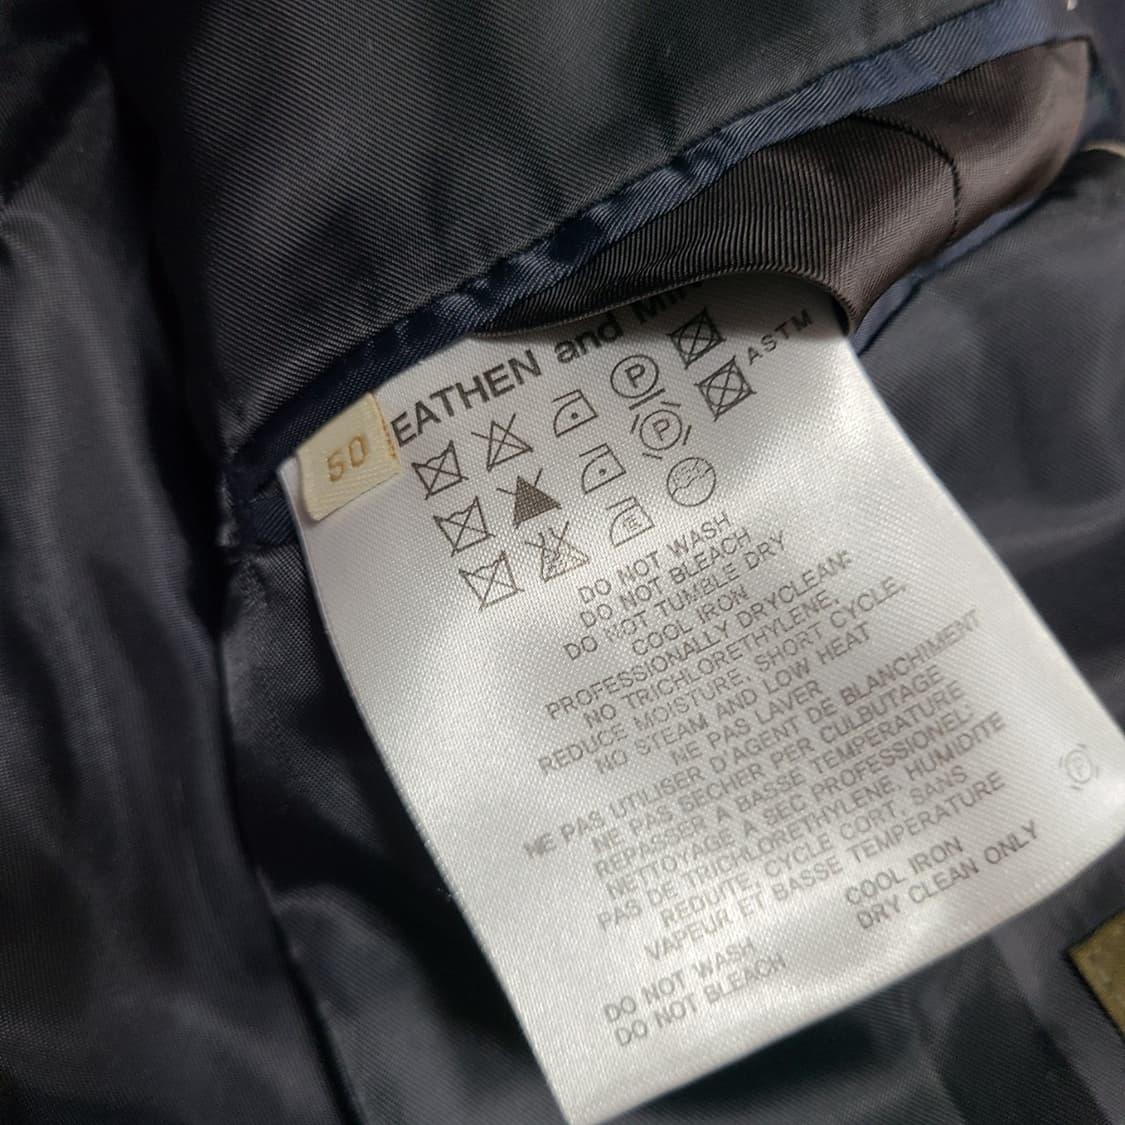 50
EATHEN and
ASTM
P
P
E
DO NOT WASH
DO NOT BLEACH
DO NOT TUMBLE DRY
COOL IRON
PROFESSIONALLY DRYCLEAN:
NO TRICHLORETHYLENE,
REDUCE MOISTURE, SHORT CYCLE,
NO STEAM AND LOW HEAT
NE PAS LAVER
NE PAS UTILISER D'AGENT DE BLANCHIMENT
NE PAS SECHER PER CULBUTAGE
REPASSER A BASSE TEMPERATURE
NETTOYAGE A SEC PROFESSIONEL:
PAS DE TRICHLORETHYLENE, HUMIDITE
REDUTE, CYCLE CORT, SANS
VAPEUR ET BASSE TEMPERATURE
DO NOT WASH
DO NOT BLEACH
COOL IRON
DRY CLEAN ONLY
P